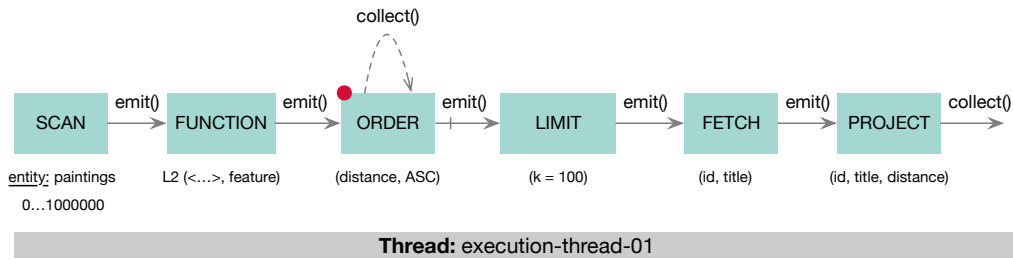 collect()
emit() emit() emit() emit() emit() collect()
SCAN FUNCTION ORDER LIMIT FETCH PROJECT
entity: paintings L2 (<...>, feature) (distance, ASC) (k = 100) (id, title) (id, title, distance)
0...1000000
Thread: execution-thread-01